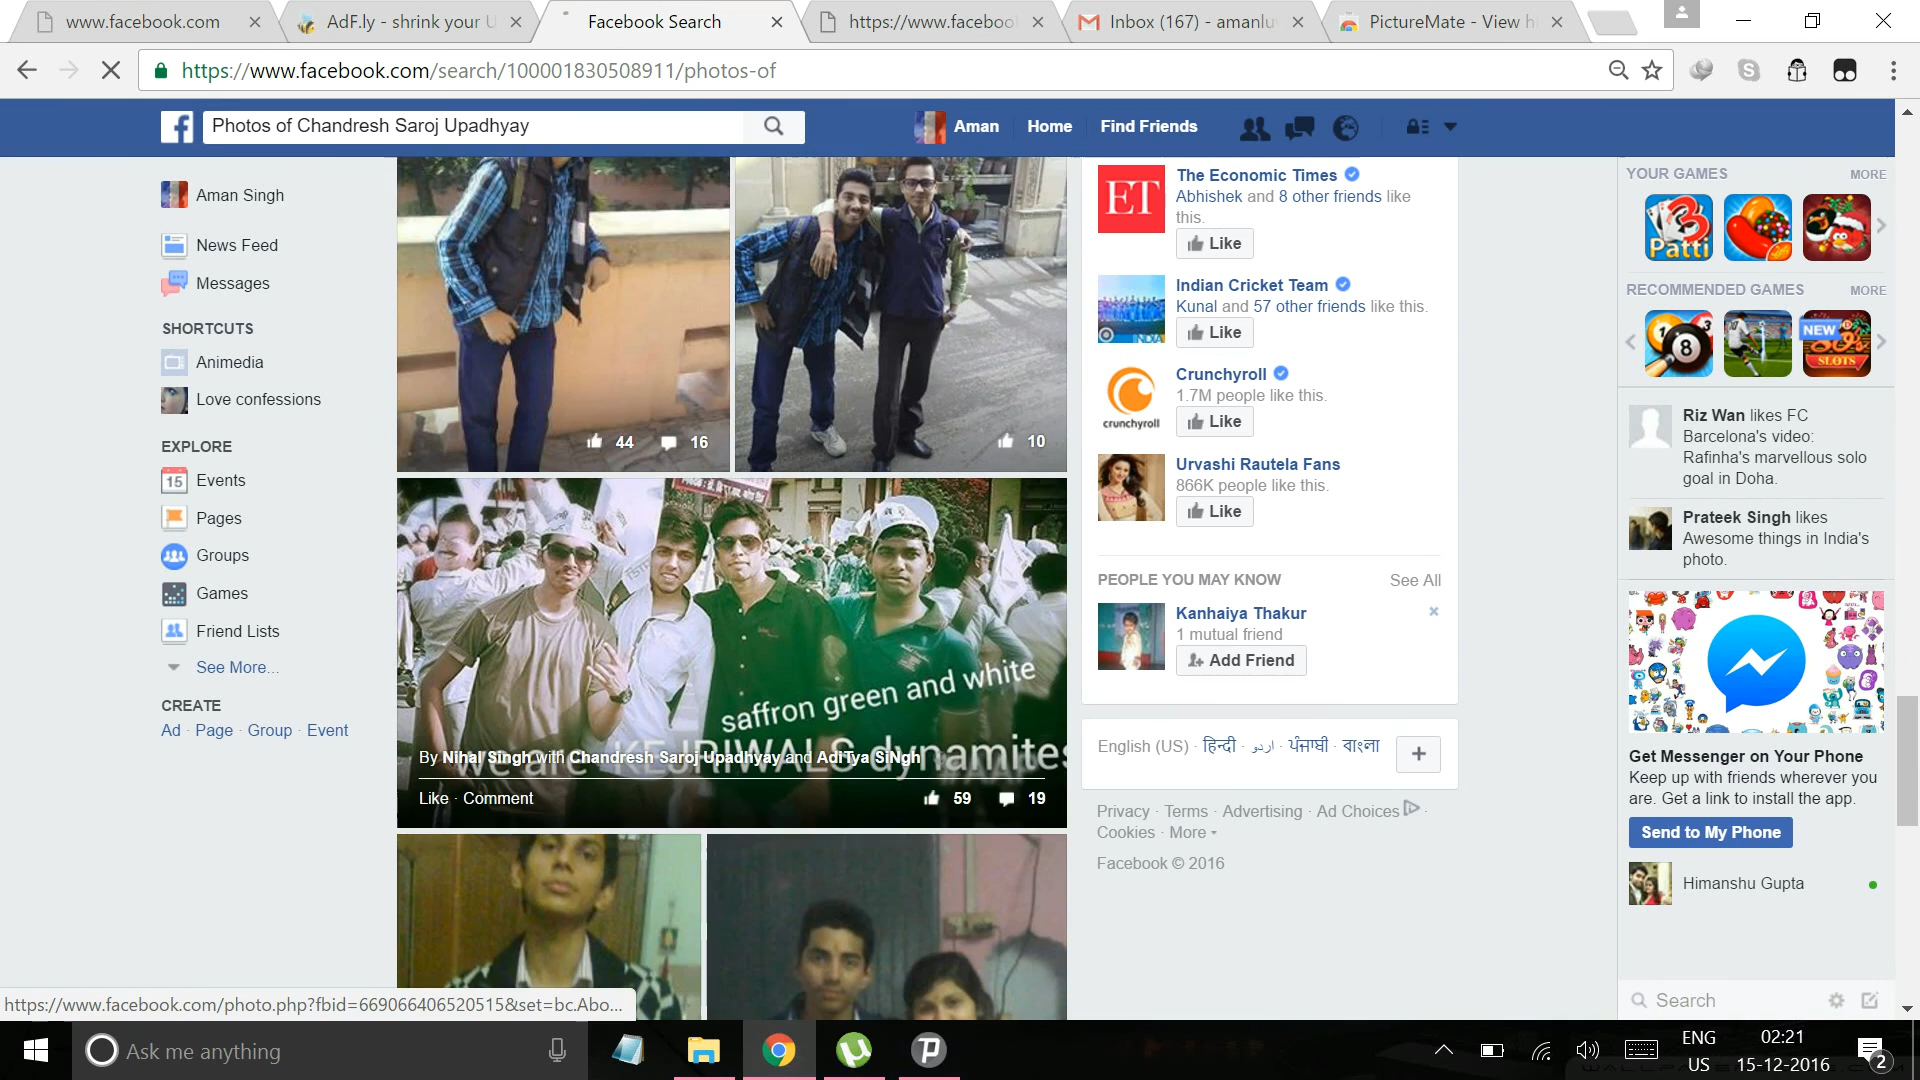 www.facebook.com
AdF.ly - shrink your U
Facebook Search
https://www.faceboo
Inbox (167) - amanlu
PictureMate - View hi
https://www.facebook.com/search/100001830508911/photos-of
Photos of Chandresh Saroj Upadhyay
Aman
Home
Find Friends
Aman Singh
News Feed
Messages
SHORTCUTS
Animedia
Love confessions
EXPLORE
15
Events
Pages
Groups
Games
Friend Lists
See More...
CREATE
Ad · Page · Group · Event
44 16
10
saffron green and white
We are KEJRIWALS dynamites
By Nihal Singh with Chandresh Saroj Upadhyay and AdiTya SiNgh
Like · Comment
59 19
ET
The Economic Times
Abhishek and 8 other friends like
this.
Like
INDIA
Indian Cricket Team
Kunal and 57 other friends like this.
Like
crunchyroll
Crunchyroll
1.7M people like this.
Like
Urvashi Rautela Fans
866K people like this.
Like
PEOPLE YOU MAY KNOW
See All
Kanhaiya Thakur
1 mutual friend
Add Friend
English (US) · हिन्दी · اردو · ਪੰਜਾਬੀ · বাংলা
Privacy · Terms · Advertising · Ad Choices ·
Cookies · More
Facebook © 2016
YOUR GAMES
MORE
3
Patti
RECOMMENDED GAMES
MORE
8
NEW
SLOTS
Riz Wan likes FC
Barcelona's video:
Rafinha's marvellous solo
goal in Doha.
Prateek Singh likes
Awesome things in India's
photo.
Get Messenger on Your Phone
Keep up with friends wherever you
are. Get a link to install the app.
Send to My Phone
Himanshu Gupta
Search
https://www.facebook.com/photo.php?fbid=669066406520515&set=bc.Abo...
Ask me anything
ENG
US
02:21
15-12-2016
2